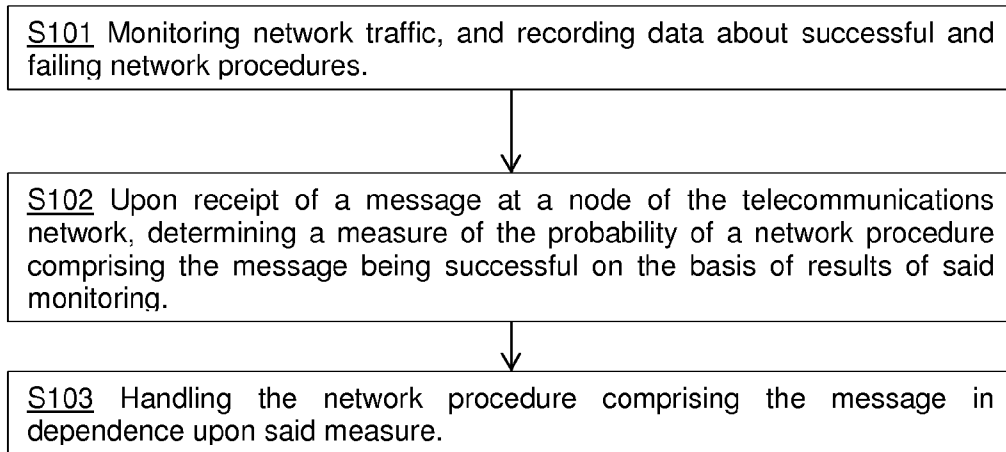 S101 Monitoring network traffic, and recording data about successful and
failing network procedures.
S102 Upon receipt of a message at a node of the telecommunications
network, determining a measure of the probability of a network procedure
comprising the message being successful on the basis of results of said
monitoring.
S103 Handling the network procedure comprising the message in
dependence upon said measure.